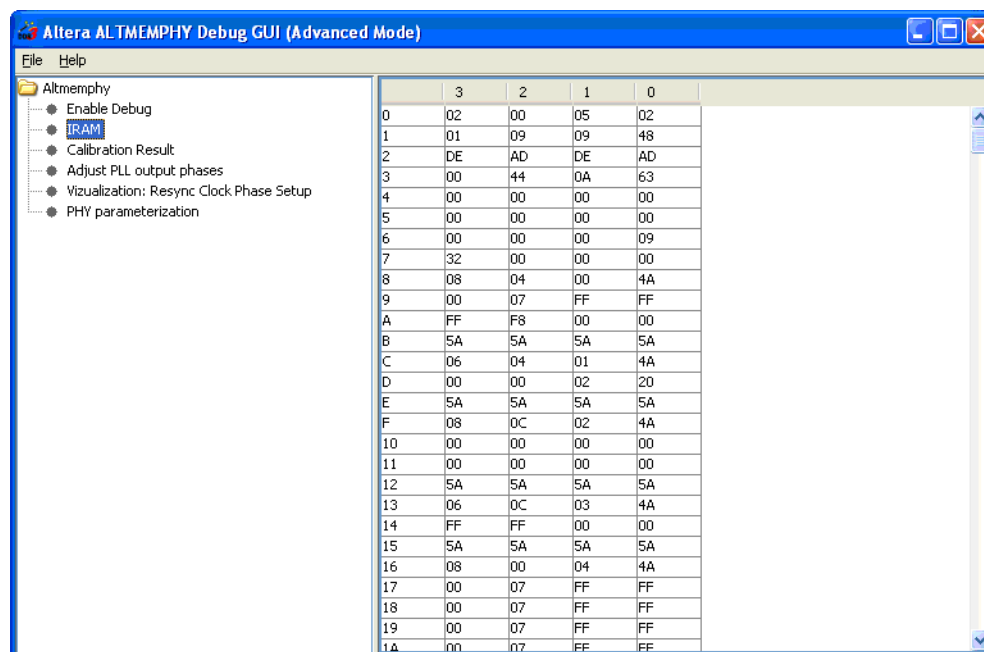 Altera ALTMEMPHY Debug GUI (Advanced Mode)
File Help
Altmemphy
Enable Debug
IRAM
Calibration Result
Adjust PLL output phases
Vizualization: Resync Clock Phase Setup
PHY parameterization
3 2 1 0
0 02 00 05 02
1 01 09 09 48
2 DE AD DE AD
3 00 44 0A 63
4 00 00 00 00
5 00 00 00 00
6 00 00 00 09
7 32 00 00 00
8 08 04 00 4A
9 00 07 FF FF
A FF F8 00 00
B 5A 5A 5A 5A
C 06 04 01 4A
D 00 00 02 20
E 5A 5A 5A 5A
F 08 0C 02 4A
10 00 00 00 00
11 00 00 00 00
12 5A 5A 5A 5A
13 06 0C 03 4A
14 FF FF 00 00
15 5A 5A 5A 5A
16 08 00 04 4A
17 00 07 FF FF
18 00 07 FF FF
19 00 07 FF FF
1A 00 07 FF FF